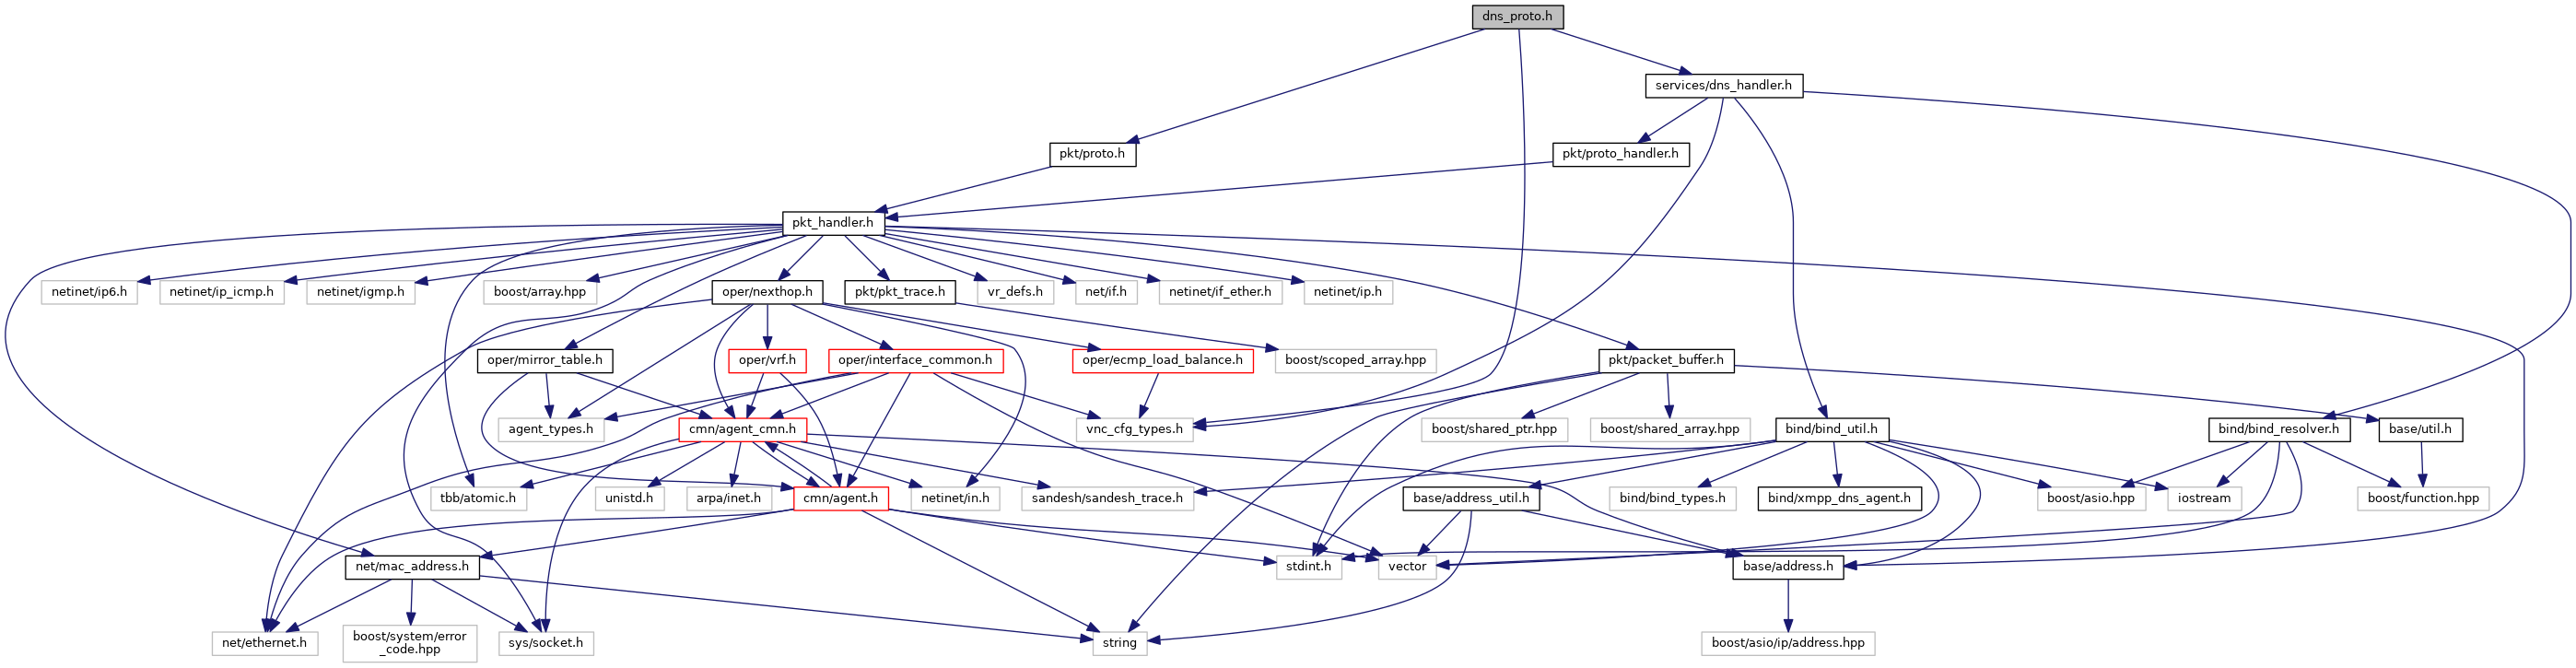 dns_proto.h
services/dns_handler.h
pkt/proto.h
pkt/proto_handler.h
pkt_handler.h
netinet/ip6.h
netinet/ip_icmp.h
netinet/igmp.h
boost/array.hpp
oper/nexthop.h
pkt/pkt_trace.h
vr_defs.h
net/if.h
netinet/if_ether.h
netinet/ip.h
oper/mirror_table.h
oper/vrf.h
oper/interface_common.h
oper/ecmp_load_balance.h
boost/scoped_array.hpp
pkt/packet_buffer.h
agent_types.h
cmn/agent_cmn.h
vnc_cfg_types.h
boost/shared_ptr.hpp
boost/shared_array.hpp
bind/bind_util.h
bind/bind_resolver.h
base/util.h
tbb/atomic.h
unistd.h
arpa/inet.h
cmn/agent.h
netinet/in.h
sandesh/sandesh_trace.h
base/address_util.h
bind/bind_types.h
bind/xmpp_dns_agent.h
boost/asio.hpp
iostream
boost/function.hpp
net/mac_address.h
stdint.h
vector
base/address.h
net/ethernet.h
boost/system/error
_code.hpp
sys/socket.h
string
boost/asio/ip/address.hpp